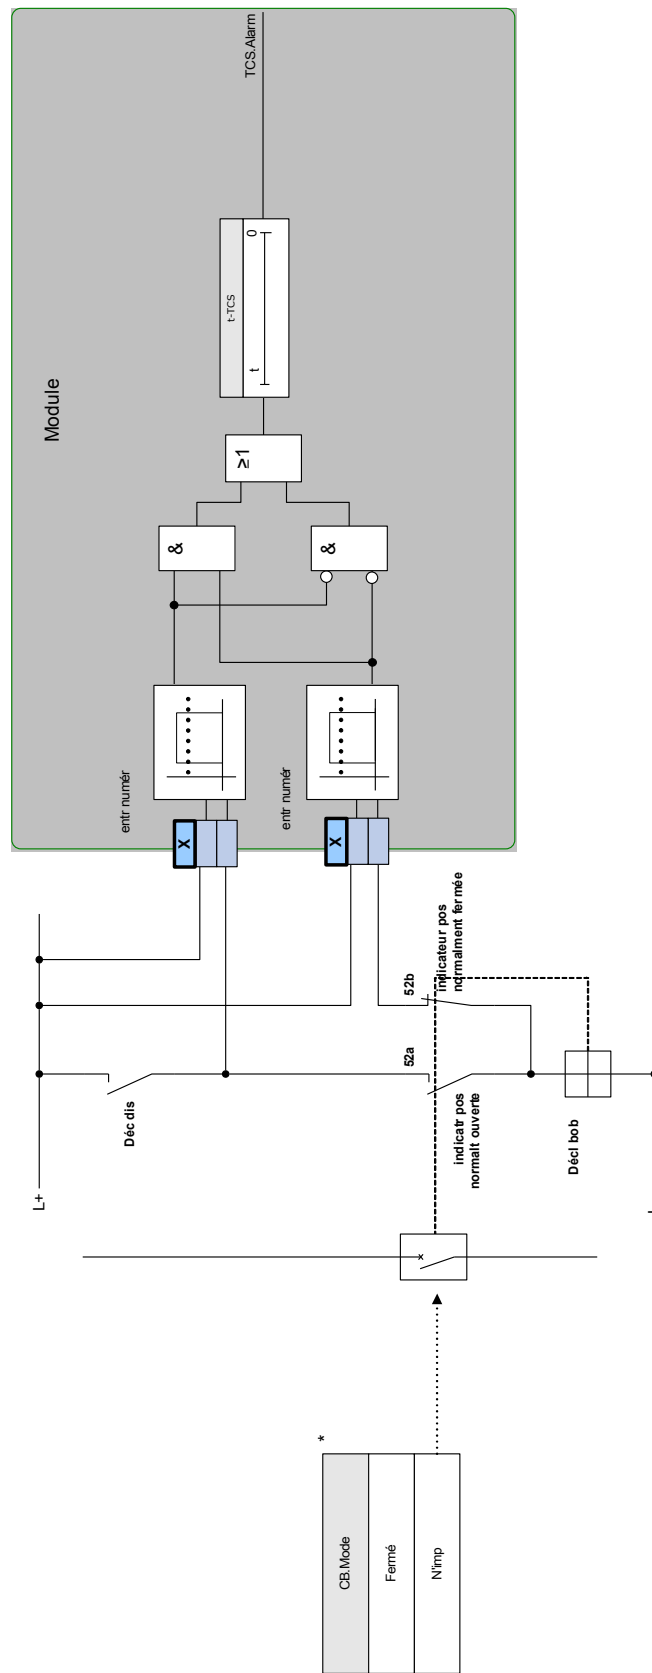 TCS.Alarm
t-TCS
0
t
Module
≥1
&
&
entr numér
entr numér
X
X
52b
indicateur pos
normalment fermée
52a
indicatr pos
normalt ouverte
Déc dis
Décl bob
L+
*
CB.Mode
Fermé
N'imp